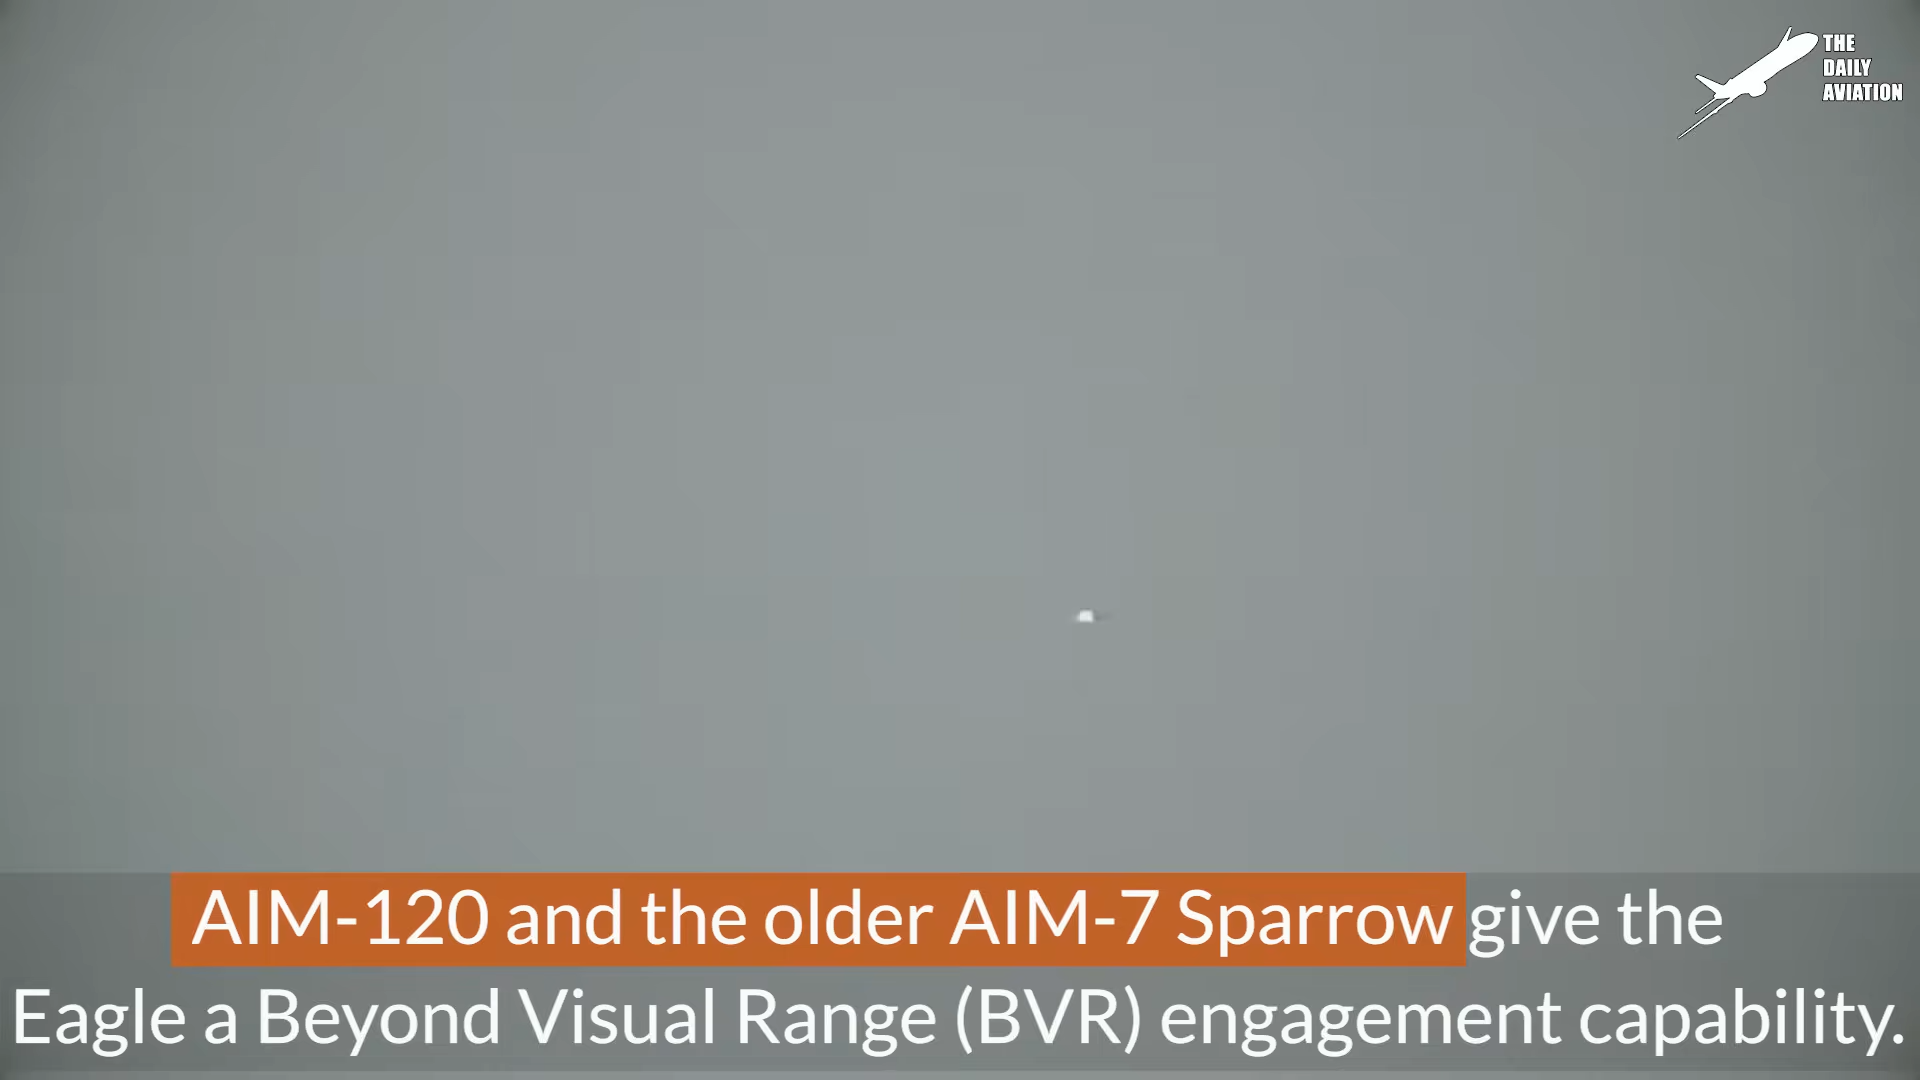 THE
DAILY
AVIATION
AIM-120 and the older AIM-7 Sparrow give the
Eagle a Beyond Visual Range (BVR) engagement capability.